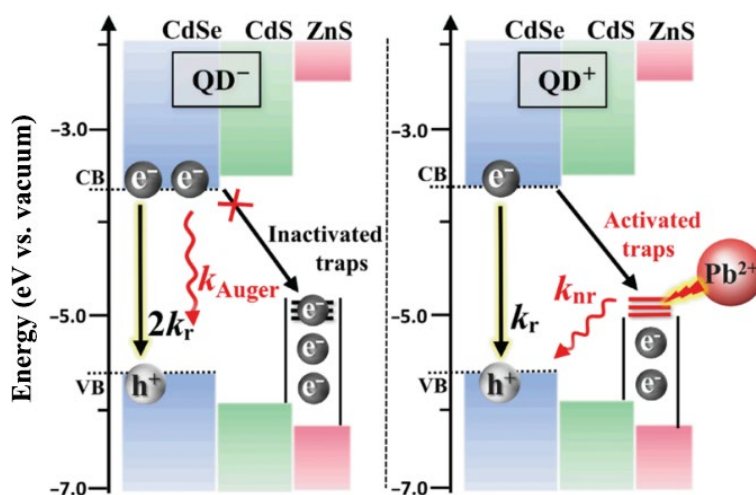 CdSe CdS ZnS
QD−
−3.0
CB
e− e−
Inactivated
traps
kAuger
−5.0
2kr
e−
e−
e−
VB
h+
−7.0
Energy (eV vs. vacuum)
CdSe CdS ZnS
QD+
−3.0
CB
e−
Activated
traps
Pb2+
knr
−5.0
kr
e−
e−
VB
h+
−7.0